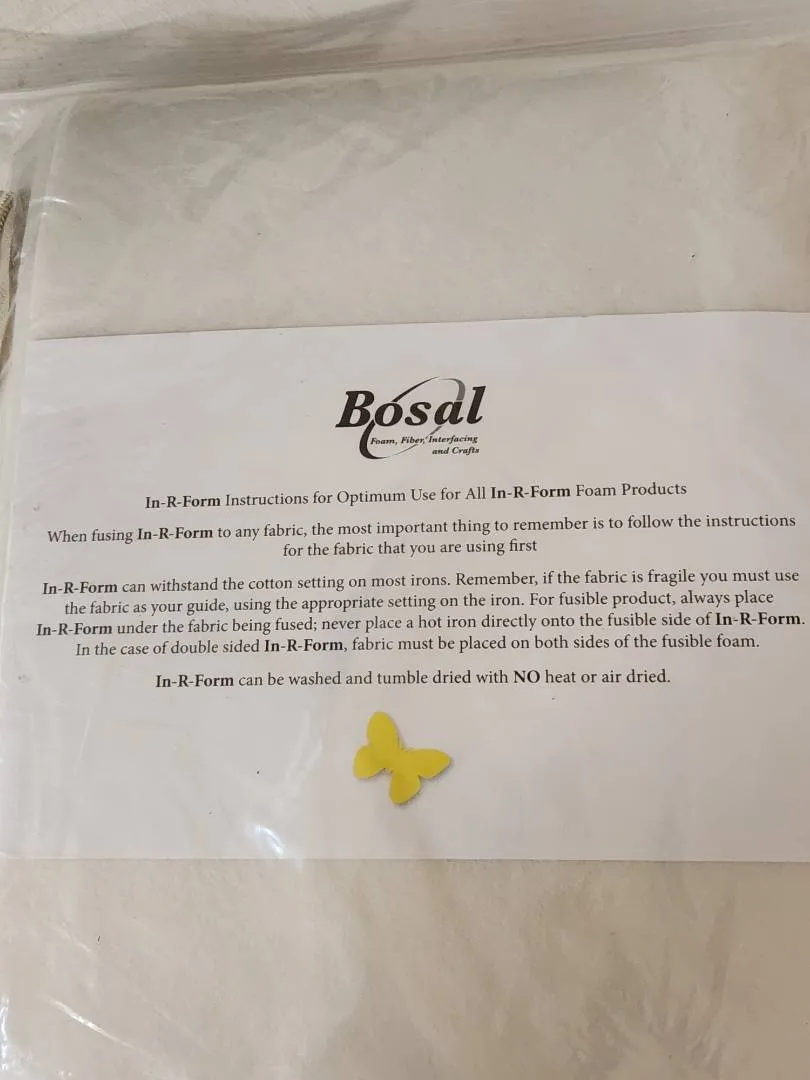 Bosal
Foam, Fiber, Interfacing
and Crafts
In-R-Form Instructions for Optimum Use for All In-R-Form Foam Products
When fusing In-R-Form to any fabric, the most important thing to remember is to follow the instructions
for the fabric that you are using first
In-R-Form can withstand the cotton setting on most irons. Remember, if the fabric is fragile you must use
the fabric as your guide, using the appropriate setting on the iron. For fusible product, always place
In-R-Form under the fabric being fused; never place a hot iron directly onto the fusible side of In-R-Form.
In the case of double sided In-R-Form, fabric must be placed on both sides of the fusible foam.
In-R-Form can be washed and tumble dried with NO heat or air dried.